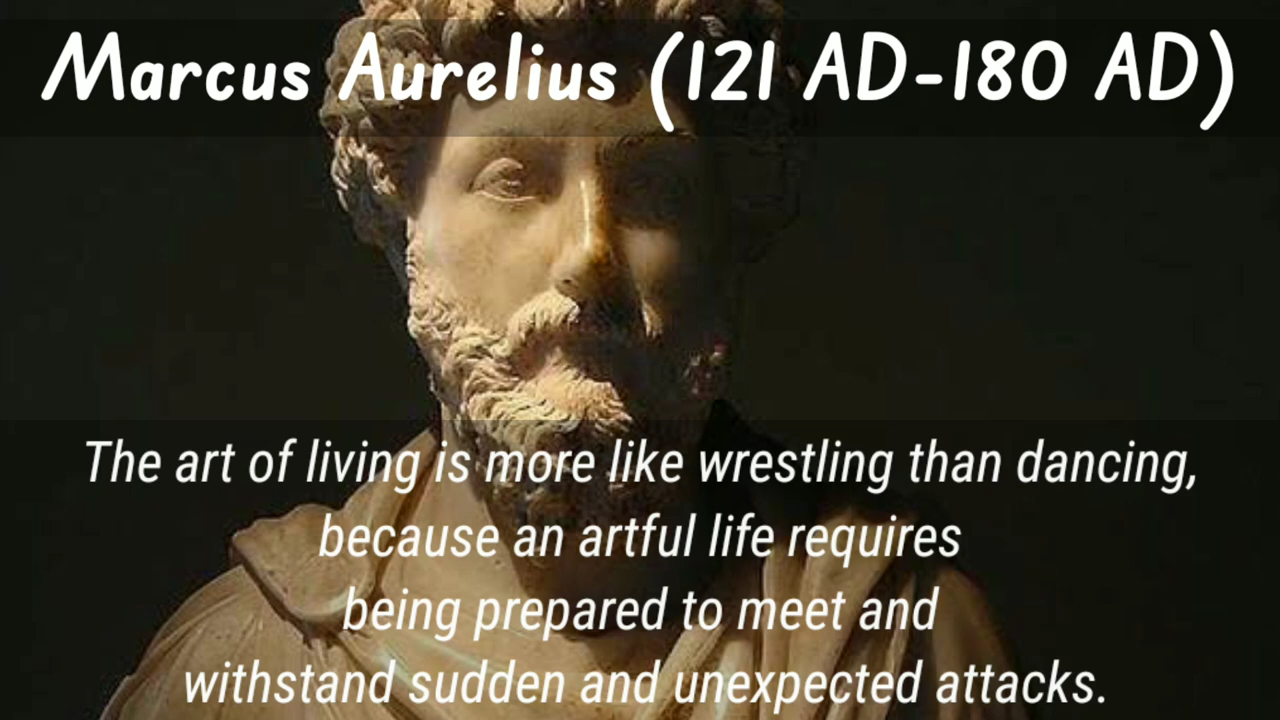 Marcus Aurelius (121 AD-180 AD)
The art of living is more like wrestling than dancing,
because an artful life requires
being prepared to meet and
withstand sudden and unexpected attacks.